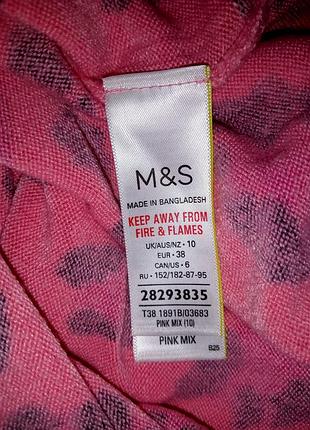 M&S
MADE IN BANGLADESH
KEEP AWAY FROM
FIRE & FLAMES
UK/AUS/NZ • 10
EUR • 38
CAN/US • 6
RU • 152/182-87-95
28293835
T38 1891B/03683
PINK MIX (10)
PINK MIX
B25